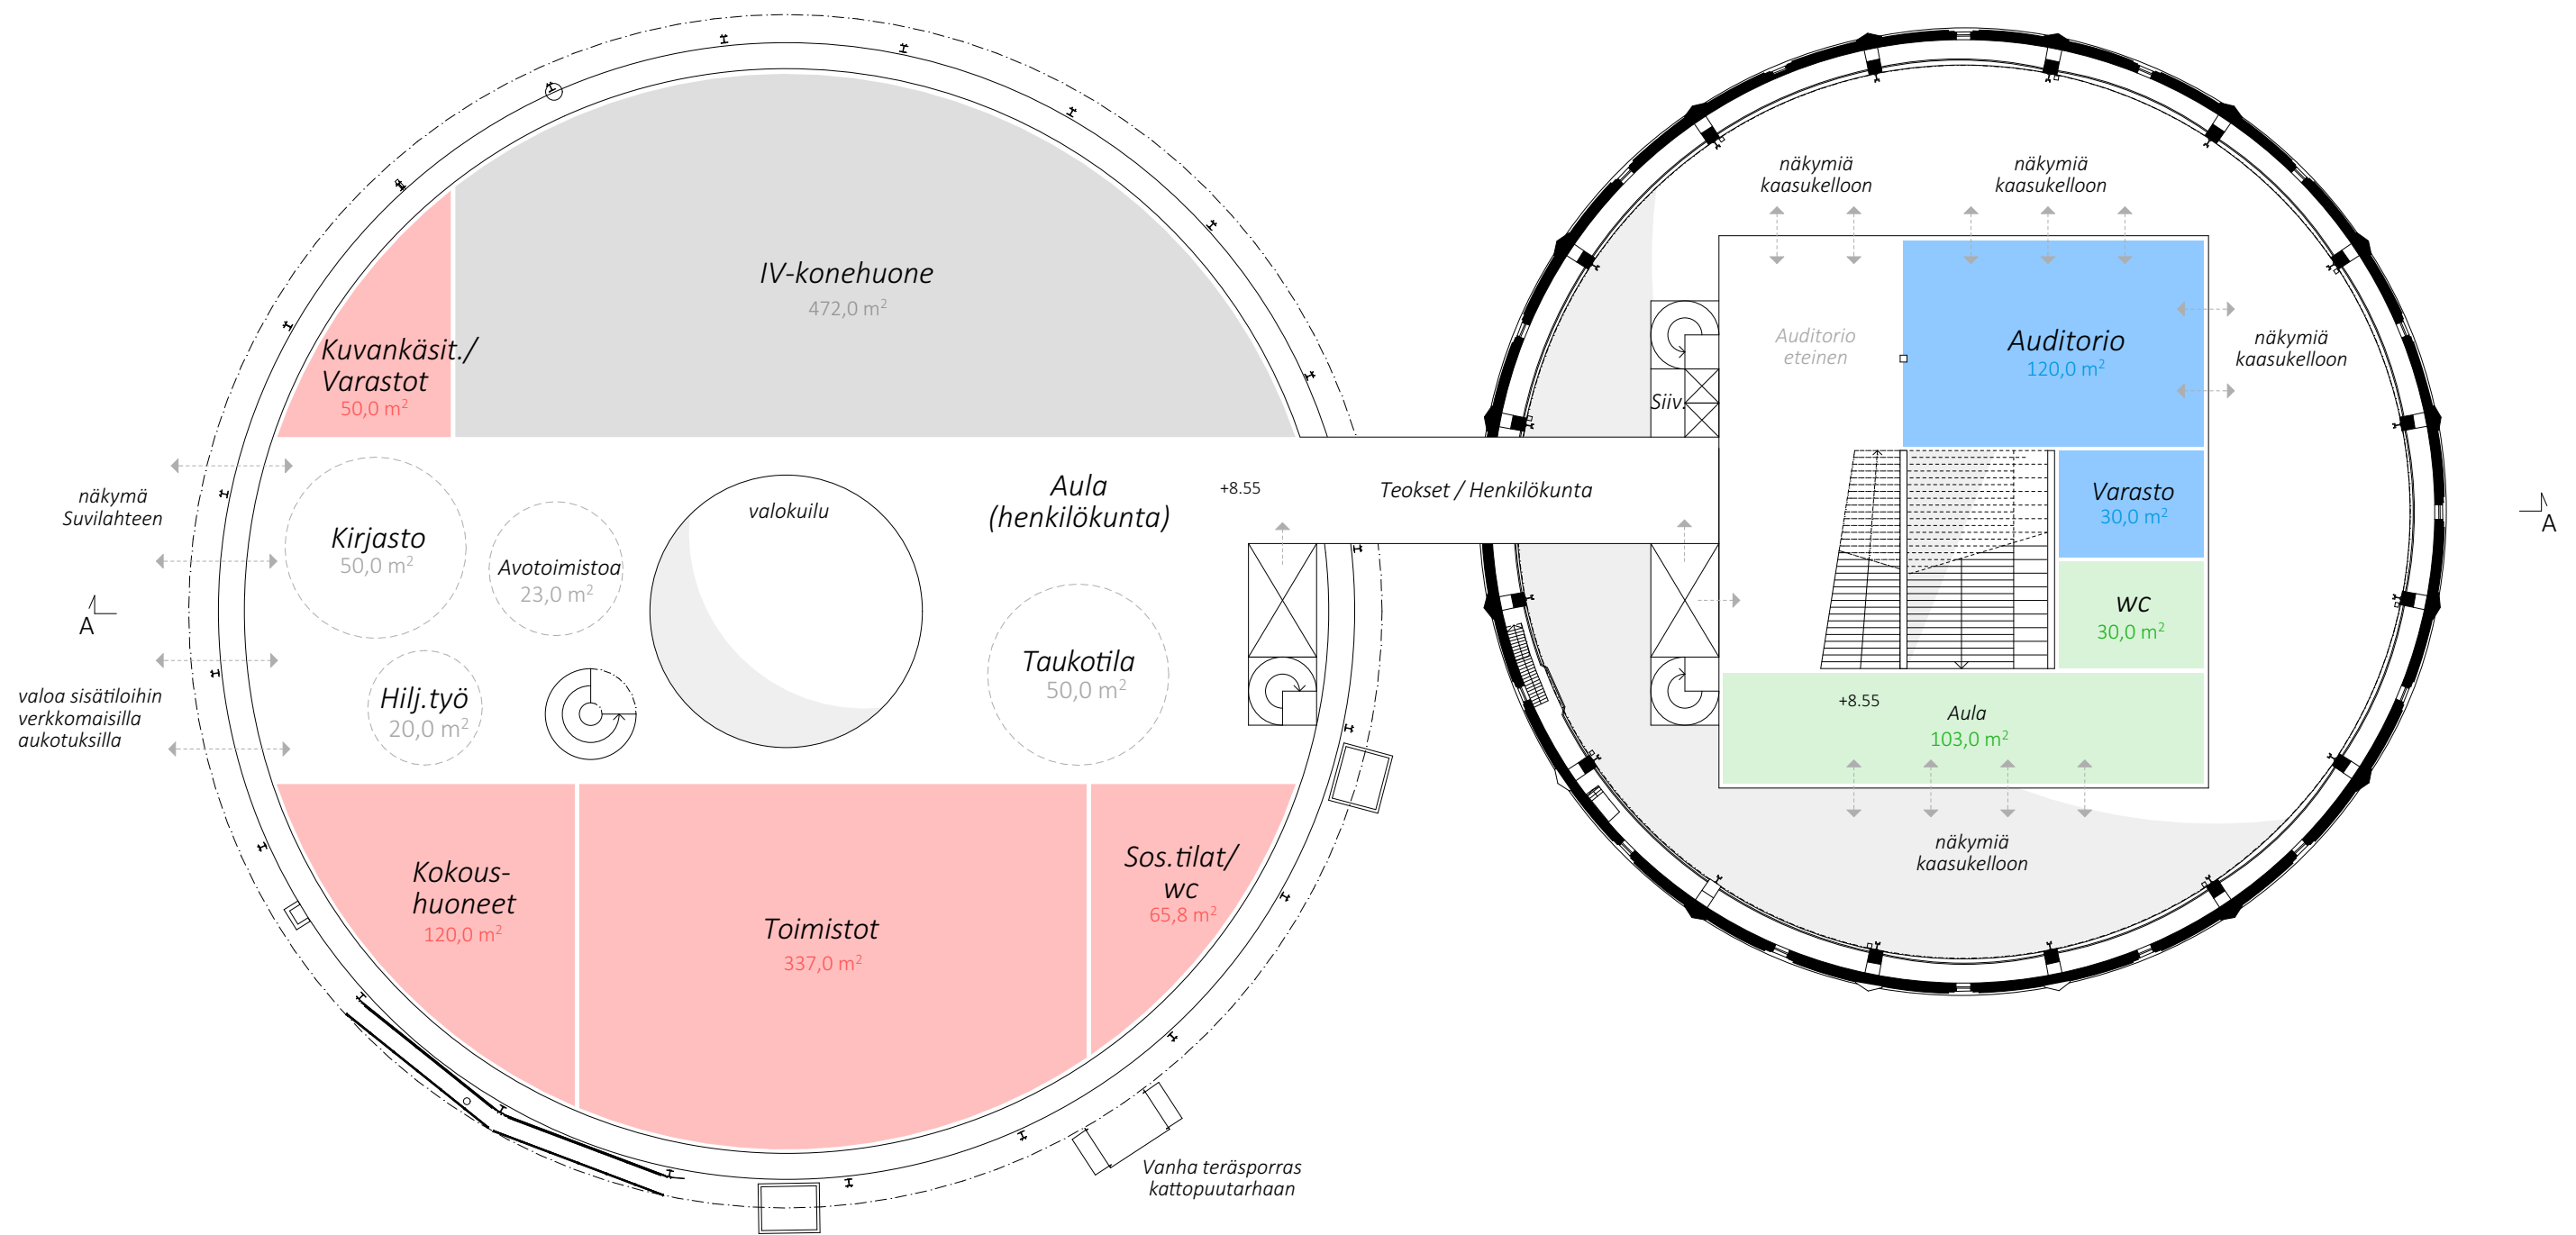 IV-konehuone
472,0 m²
Kuvankäsit./
Varastot
50,0 m²
näkymä
Suvilahteen
Kirjasto
50,0 m²
Avotoimistoa
23,0 m²
valokuilu
Aula
(henkilökunta)
+8.55
Teokset / Henkilökunta
A
Hilj.työ
20,0 m²
Taukotila
50,0 m²
valoa sisätiloihin
verkkomaisilla
aukotuksilla
Kokous-
huoneet
120,0 m²
Toimistot
337,0 m²
Sos.tilat/
wc
65,8 m²
Vanha teräsporras
kattopuutarhaan
näkymiä
kaasukelloon
näkymiä
kaasukelloon
Auditorio
eteinen
Auditorio
120,0 m²
näkymiä
kaasukelloon
Siiv.
Varasto
30,0 m²
A
wc
30,0 m²
+8.55
Aula
103,0 m²
näkymiä
kaasukelloon